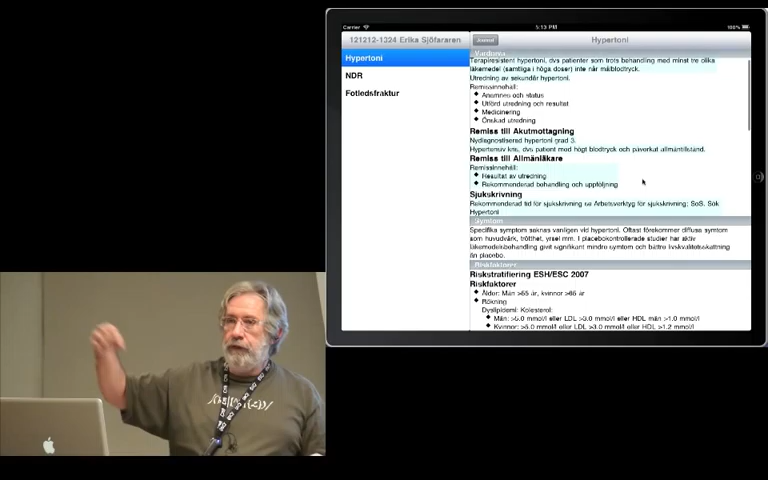 Carrier
5:13 PM
100%
121212-1324 Erika Sjöfararen
Journal
Hypertoni
Hypertoni
NDR
Fotledsfraktur
Vårdnivå
Terapiresistent hypertoni, dvs patienter som trots behandling med minst tre olika
läkemedel (samtliga i höga doser) inte når målblodtryck.
Utredning av sekundär hypertoni.
Remissinnehåll:
Anamnes och status
Utförd utredning och resultat
Medicinering
Önskad utredning
Remiss till Akutmottagning
Nydiagnostiserad hypertoni grad 3.
Hypertensiv kris, dvs patient med högt blodtryck och påverkat allmäntillstånd.
Remiss till Allmänläkare
Remissinnehåll:
Resultat av utredning
Rekommenderad behandling och uppföljning
Sjukskrivning
Rekommenderad tid för sjukskrivning se Arbetsverktyg för sjukskrivning; SoS. Sök
Hypertoni
Symtom
Specifika symptom saknas vanligen vid hypertoni. Oftast förekommer diffusa symtom
som huvudvärk, trötthet, yrsel mm. I placebokontrollerade studier har aktiv
läkemedelsbehandling givit signifikant mindre symtom och bättre livskvalitetsskattning
än placebo.
Riskfaktorer
Riskstratifiering ESH/ESC 2007
Riskfaktorer
Ålder: Män >55 år, kvinnor >65 år
Rökning
Dyslipidemi: Kolesterol:
Män: >5.0 mmol/l eller LDL >3.0 mmol/l eller HDL män >1.0 mmol/l
Kvinnor: >5.0 mmol/l eller LDL >3.0 mmol/l eller HDL >1.2 mmol/l